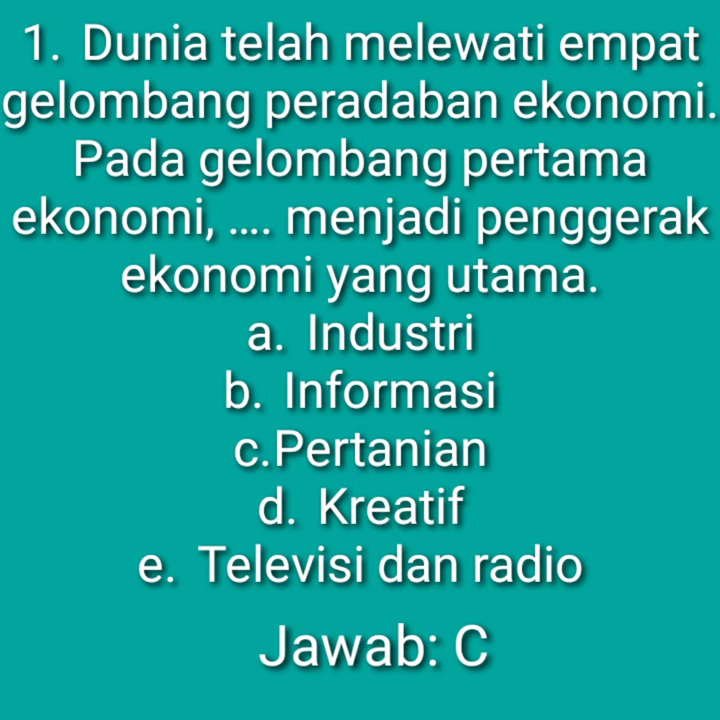 1. Dunia telah melewati empat
gelombang peradaban ekonomi.
Pada gelombang pertama
ekonomi, .... menjadi penggerak
ekonomi yang utama.
a. Industri
b. Informasi
c.Pertanian
d. Kreatif
e. Televisi dan radio
Jawab: C